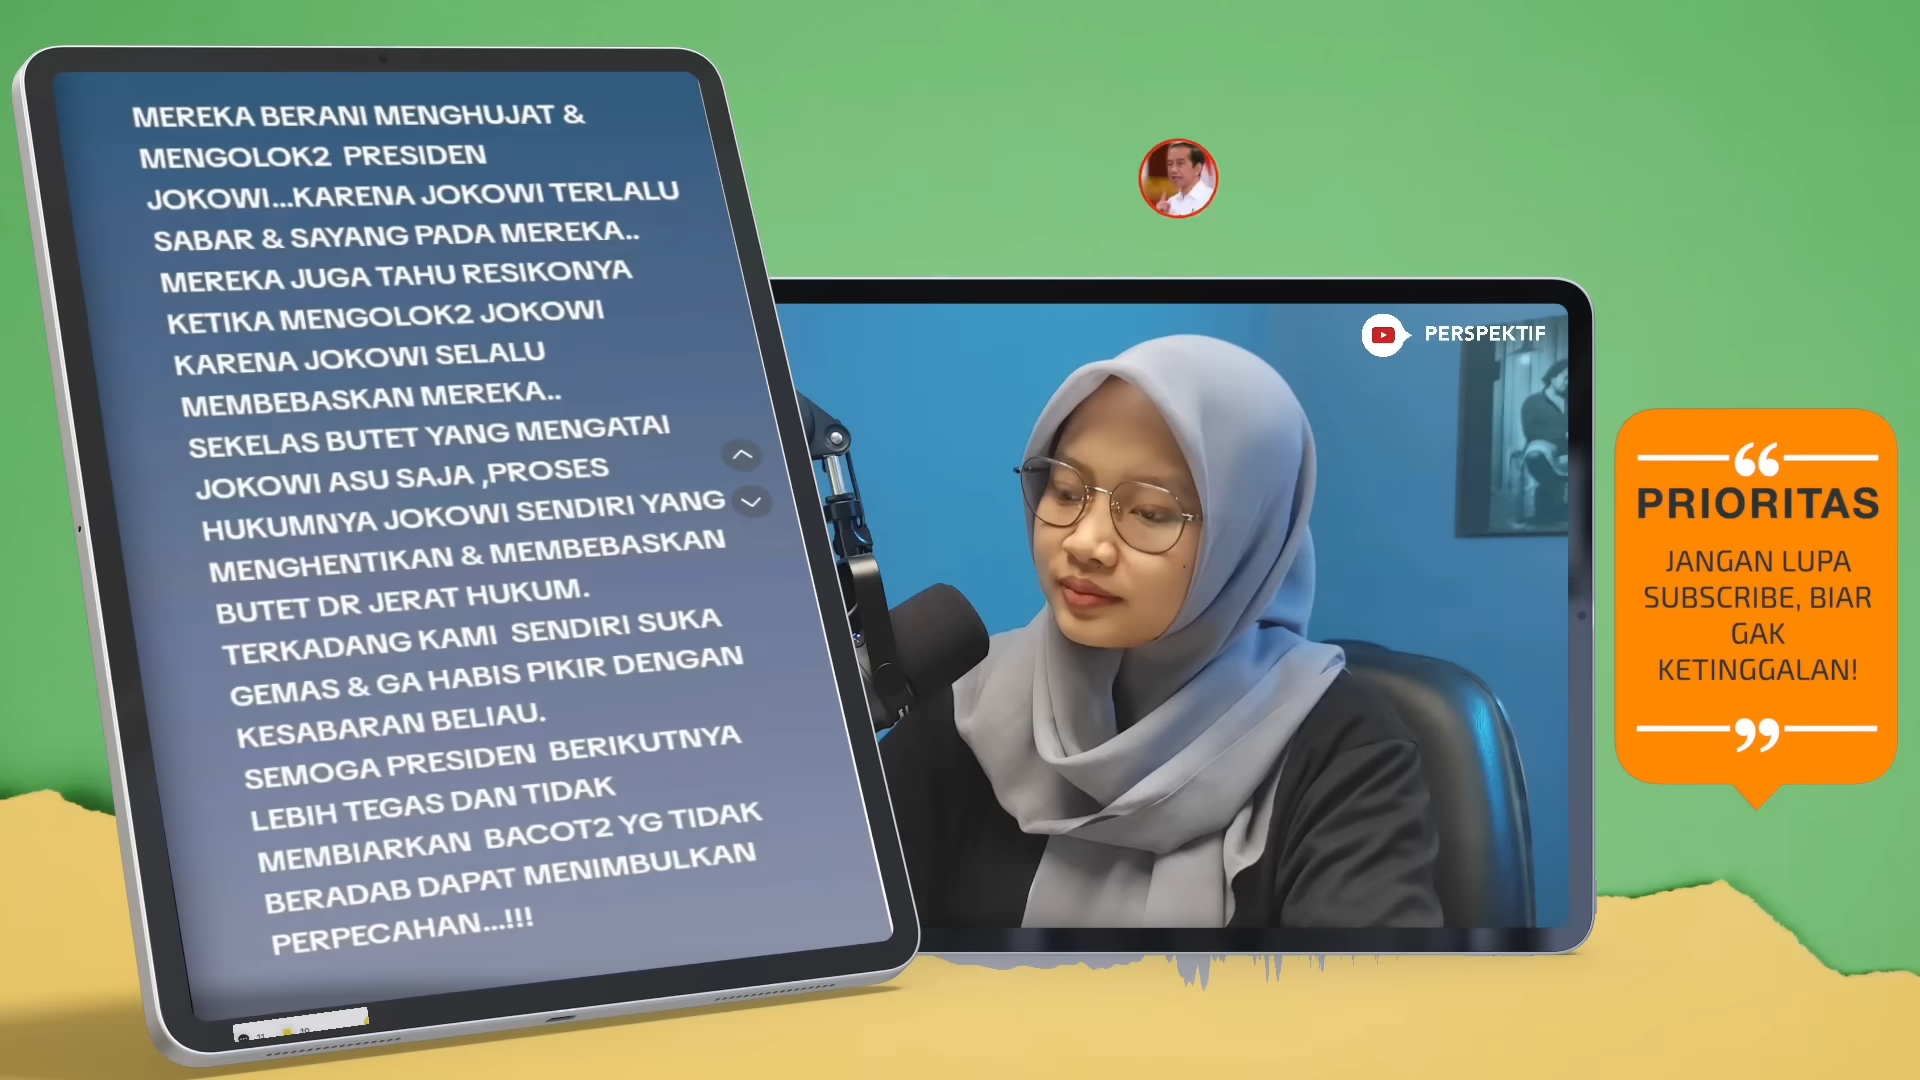 MEREKA BERANI MENGHUJAT &
MENGOLOK2 PRESIDEN
JOKOWI...KARENA JOKOWI TERLALU
SABAR & SAYANG PADA MEREKA..
MEREKA JUGA TAHU RESIKONYA
KETIKA MENGOLOK2 JOKOWI
KARENA JOKOWI SELALU
MEMBEBASKAN MEREKA..
SEKELAS BUTET YANG MENGATAI
JOKOWI ASU SAJA ,PROSES
HUKUMNYA JOKOWI SENDIRI YANG
MENGHENTIKAN & MEMBEBASKAN
BUTET DR JERAT HUKUM.
TERKADANG KAMI SENDIRI SUKA
GEMAS & GA HABIS PIKIR DENGAN
KESABARAN BELIAU.
SEMOGA PRESIDEN BERIKUTNYA
LEBIH TEGAS DAN TIDAK
MEMBIARKAN BACOT2 YG TIDAK
BERADAB DAPAT MENIMBULKAN
PERPECAHAN...!!!
PERSPEKTIF
“
PRIORITAS
JANGAN LUPA
SUBSCRIBE, BIAR
GAK
KETINGGALAN!
”